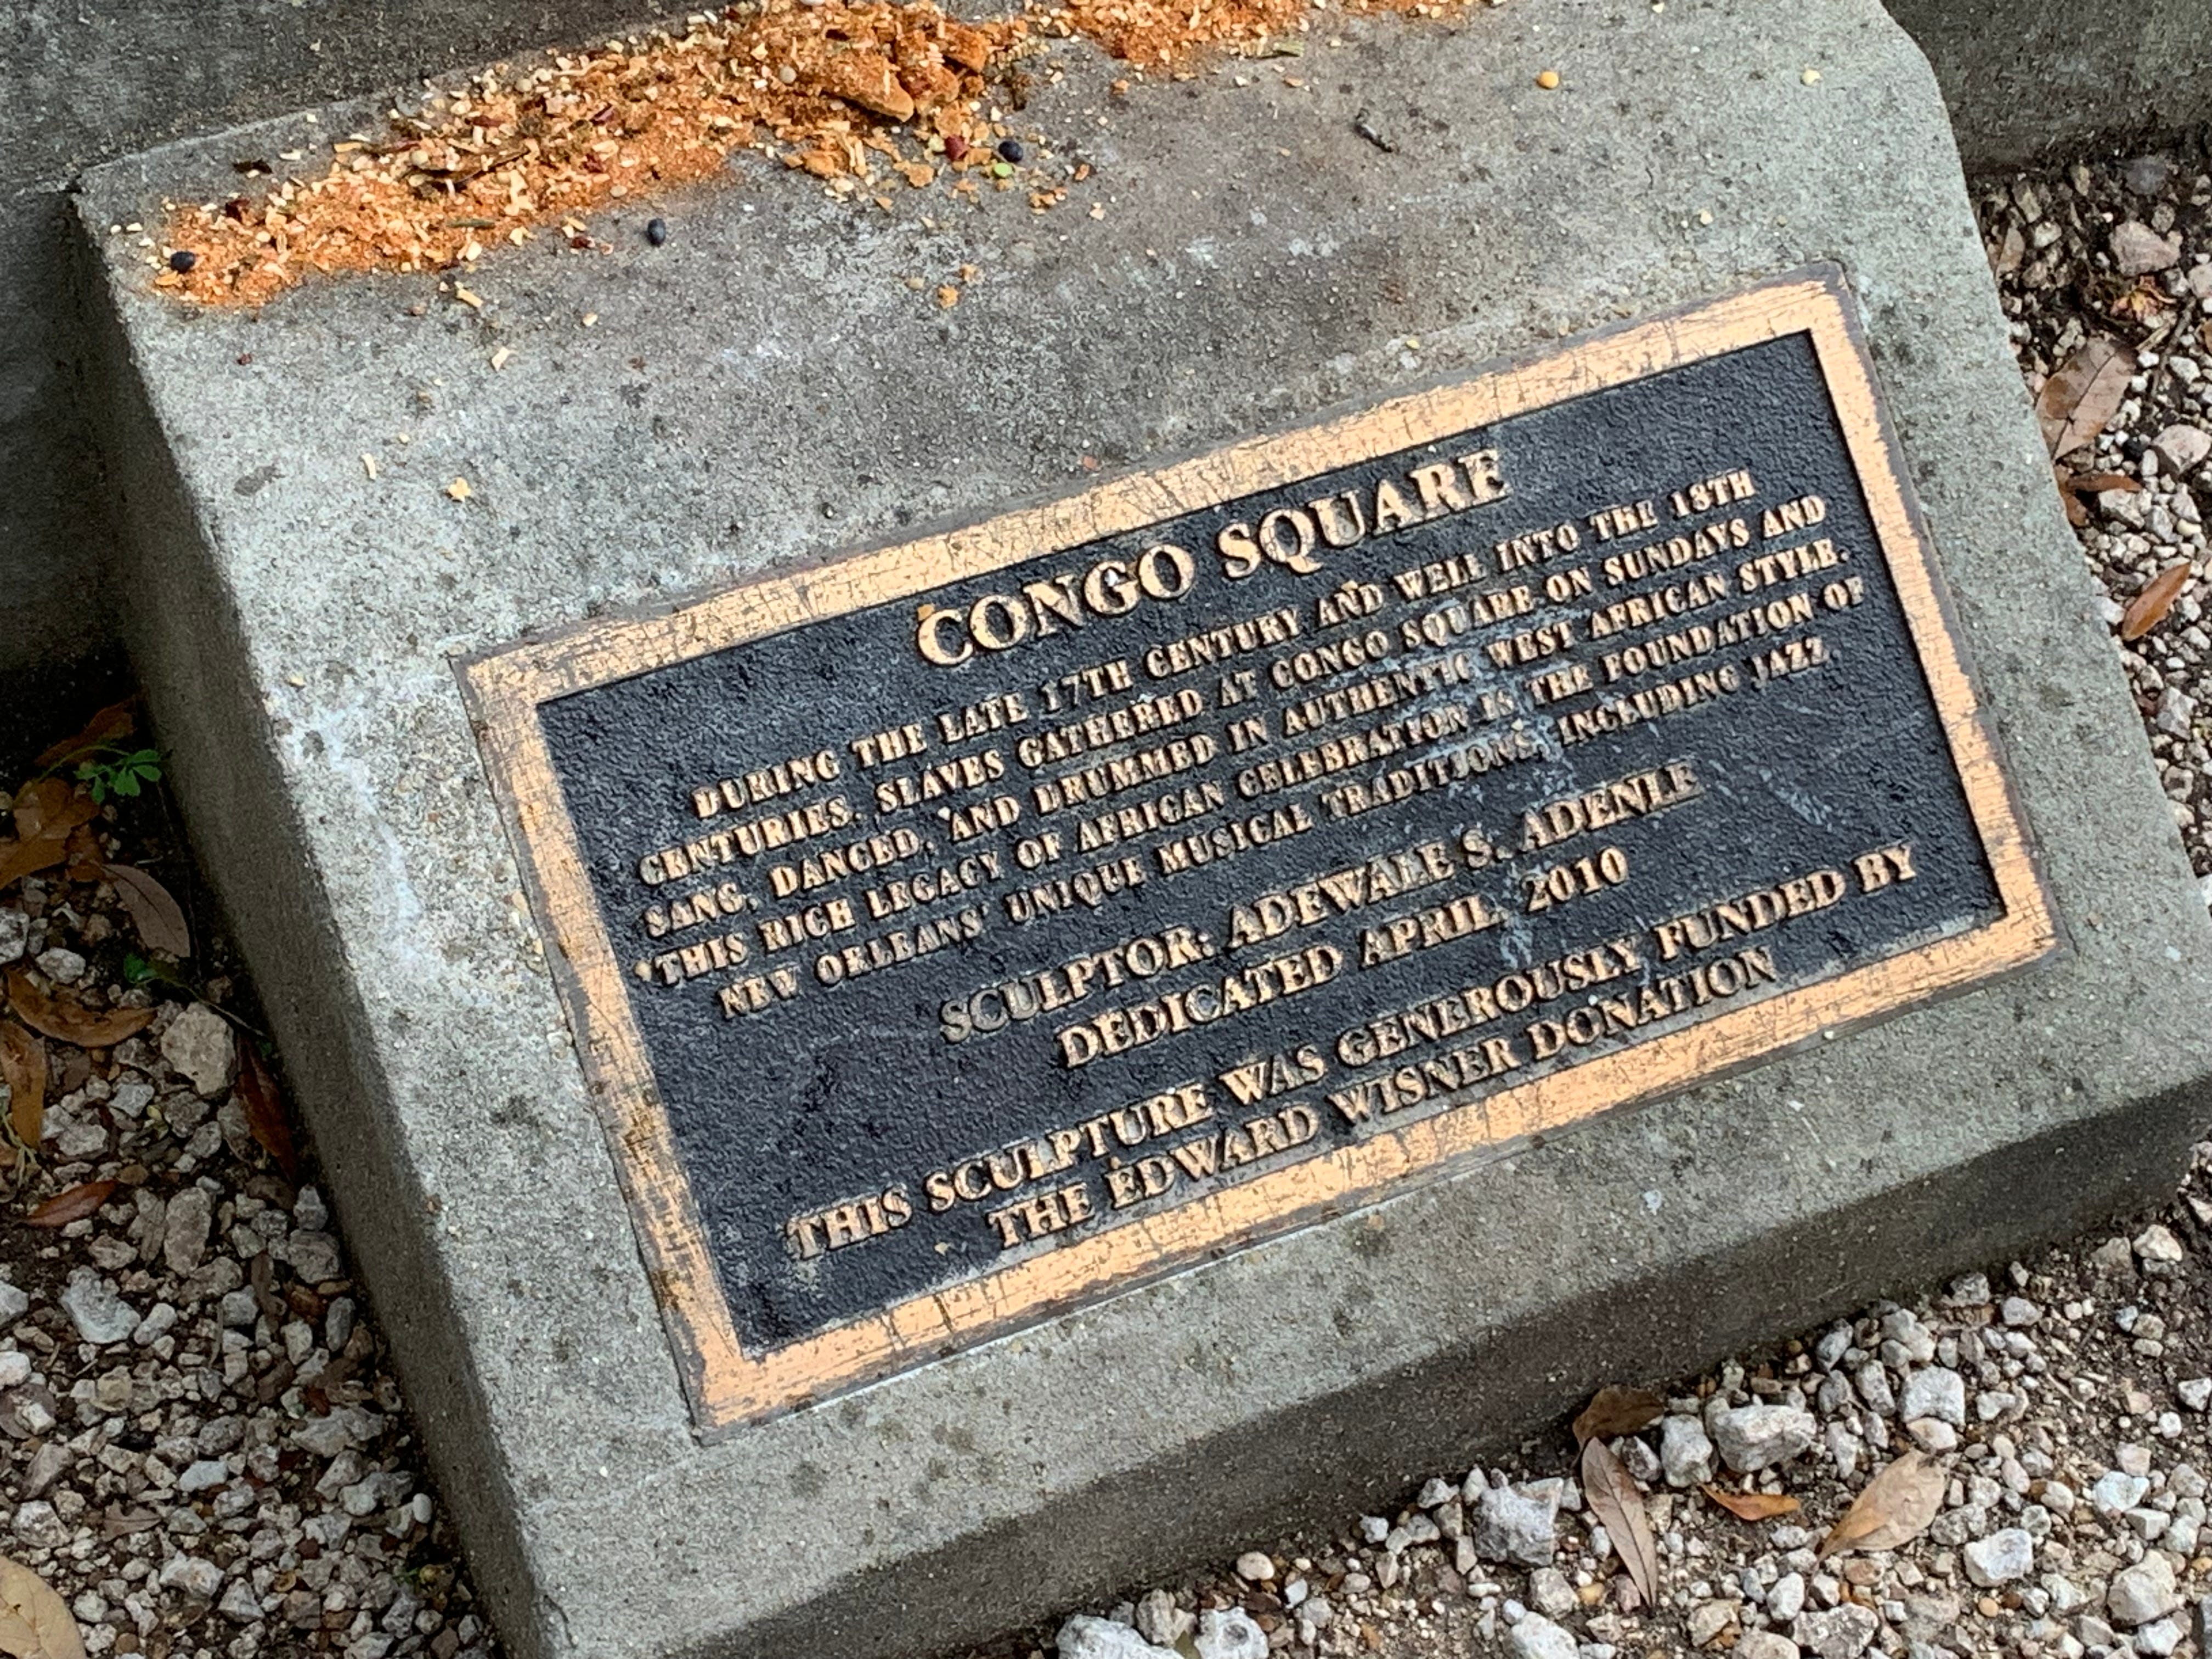 CONGO SQUARE
DURING THE LATE 17TH CENTURY AND WELL INTO THE 18TH
CENTURIES, SLAVES GATHERED AT CONGO SQUARE ON SUNDAYS AND
SANG, DANCED, AND DRUMMED IN AUTHENTIC WEST AFRICAN STYLE.
THIS RICH LEGACY OF AFRICAN CELEBRATION IS THE FOUNDATION OF
NEW ORLEANS' UNIQUE MUSICAL TRADITIONS, INCLUDING JAZZ
SCULPTOR: ADEWALE S. ADENLE
DEDICATED APRIL, 2010
THIS SCULPTURE WAS GENEROUSLY FUNDED BY
THE EDWARD WISNER DONATION